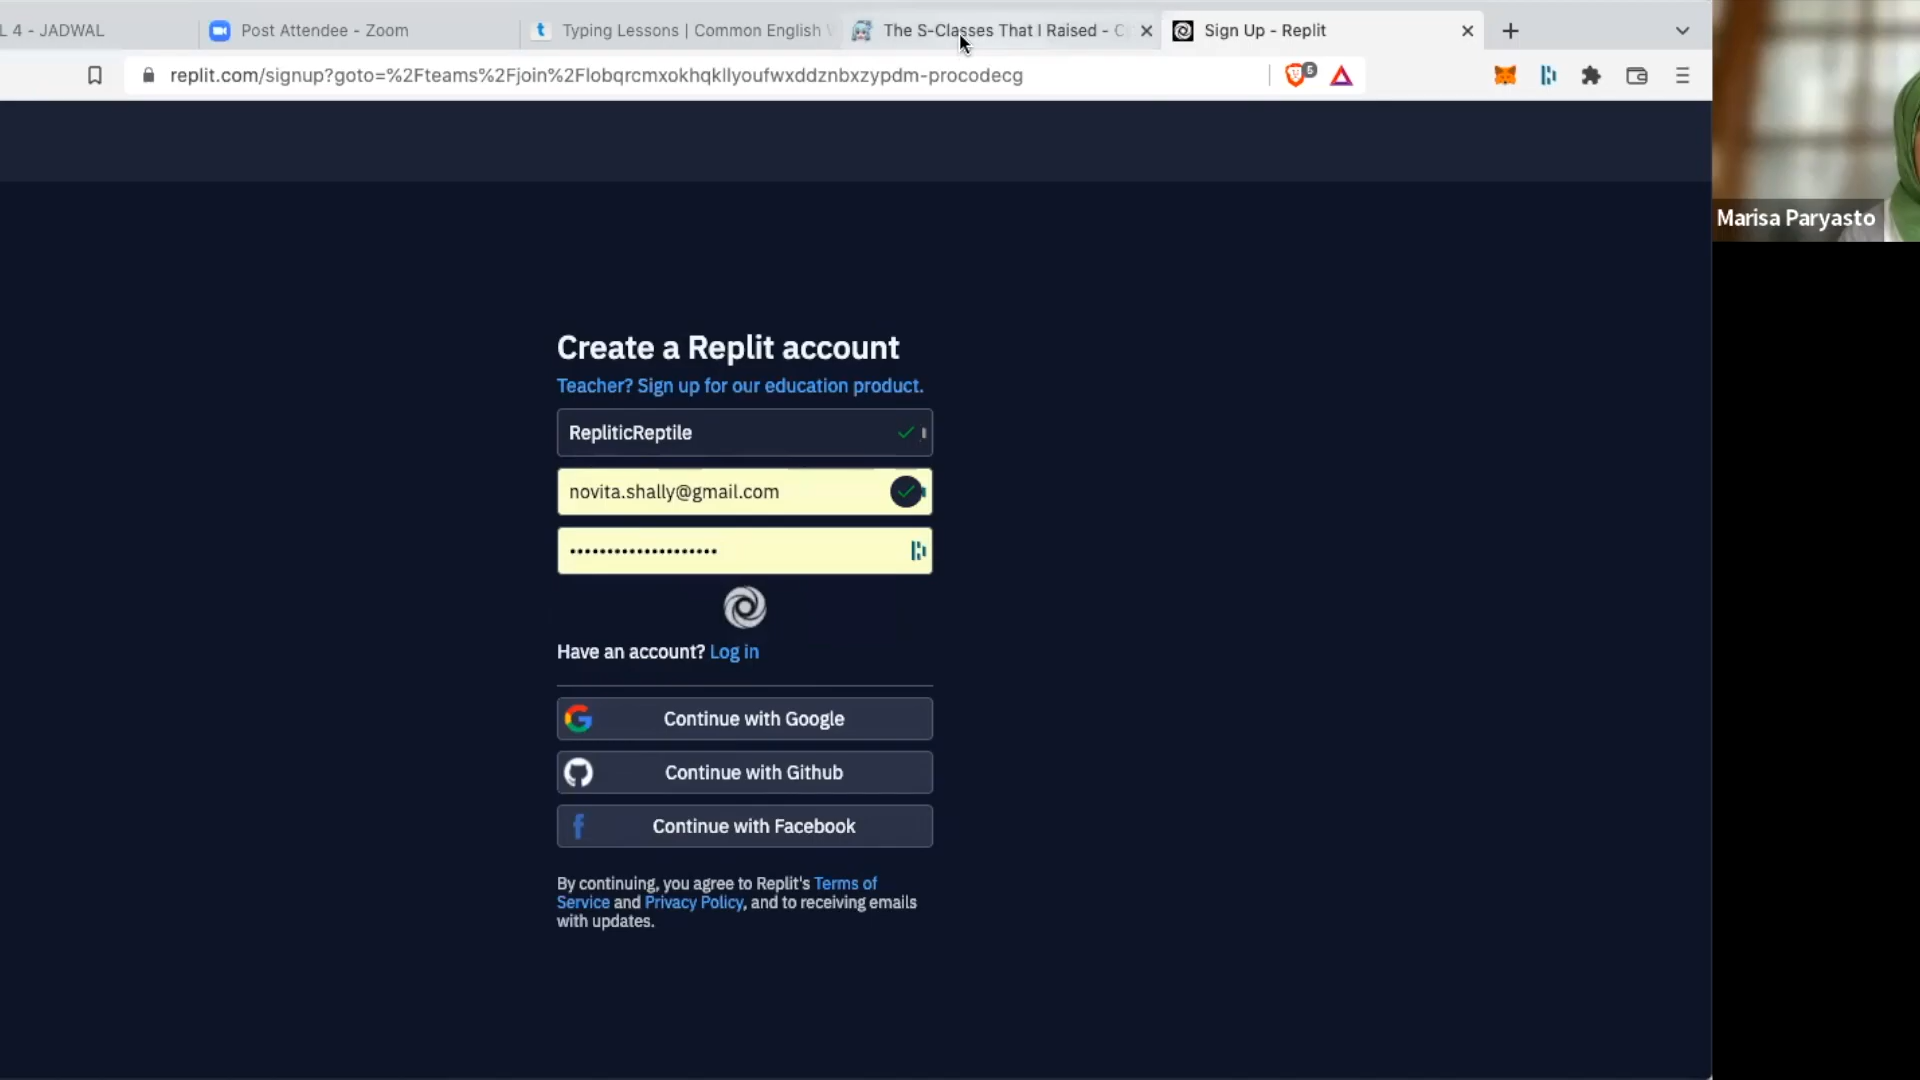 L 4 - JADWAL
Post Attendee - Zoom
Typing Lessons | Common English
The S-Classes That I Raised -
Sign Up - Replit
replit.com/signup?goto=%2Fteams%2Fjoin%2Flobqrcmxokhqkllyoufwxddznbxzypdm-procodecg
5
Marisa Paryasto
Create a Replit account
Teacher? Sign up for our education product.
RepliticReptile
novita.shally@gmail.com
Have an account? Log in
Continue with Google
Continue with Github
Continue with Facebook
By continuing, you agree to Replit's Terms of
Service and Privacy Policy, and to receiving emails
with updates.